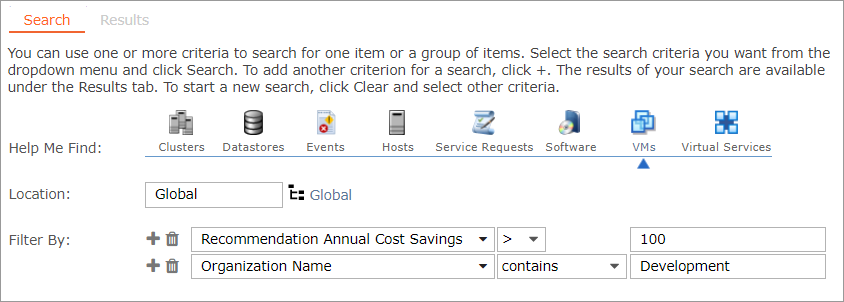 Search Results
You can use one or more criteria to search for one item or a group of items. Select the search criteria you want from the
dropdown menu and click Search. To add another criterion for a search, click +. The results of your search are available
under the Results tab. To start a new search, click Clear and select other criteria.
Help Me Find: Clusters Datastores Events Hosts Service Requests Software VMs Virtual Services
Location: Global Global
Filter By: Recommendation Annual Cost Savings > 100
Organization Name contains Development